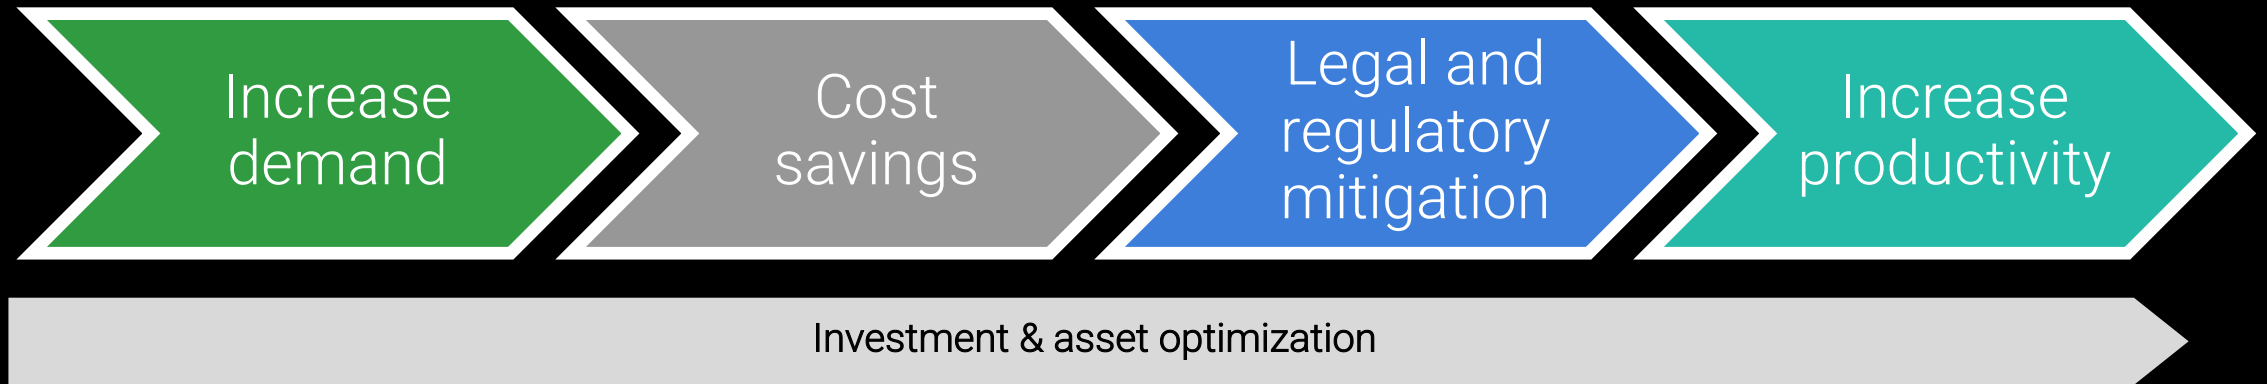 Increase
demand
Cost
savings
Legal and
regulatory
mitigation
Increase
productivity
Investment & asset optimization